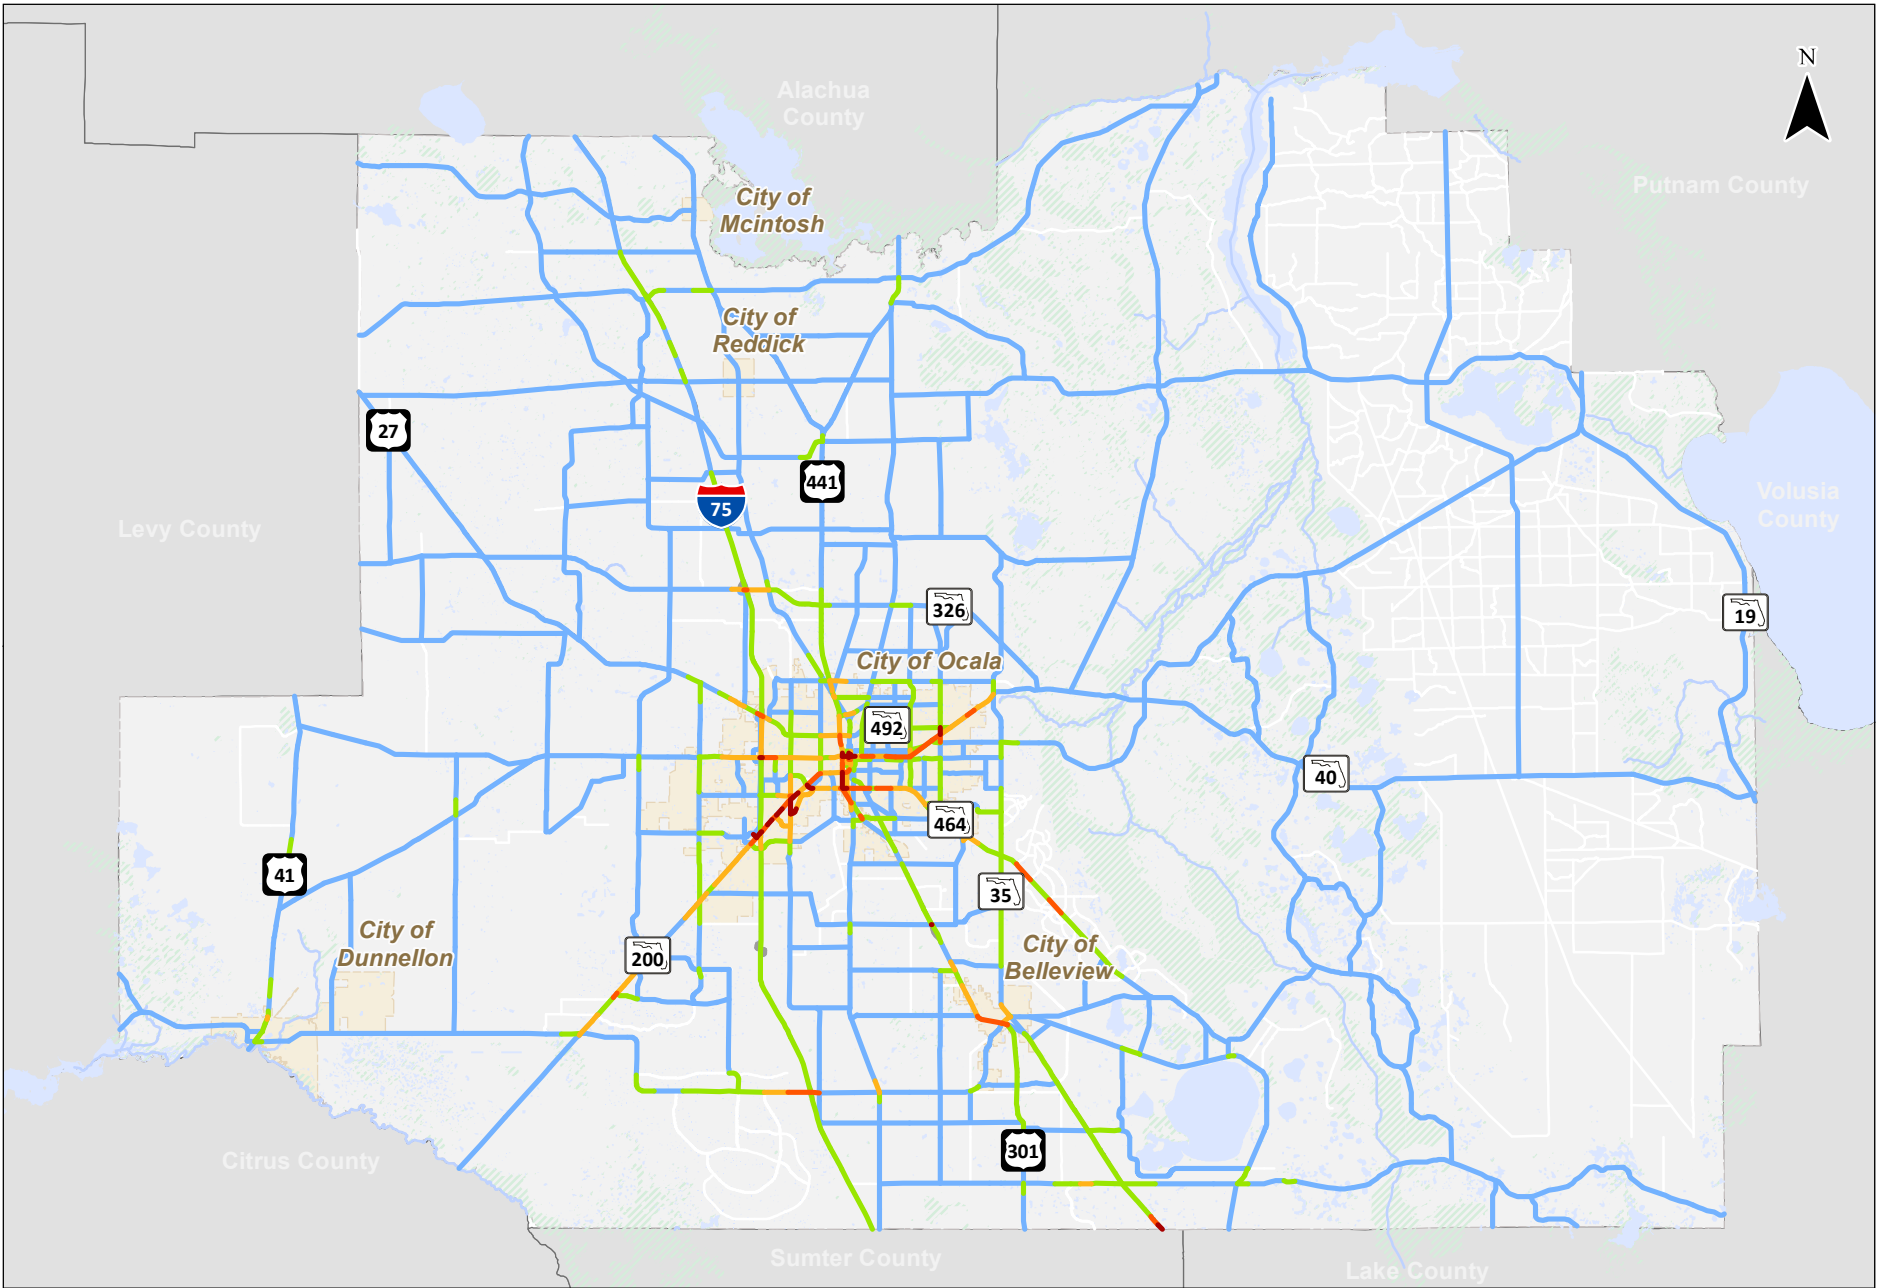 N
Alachua
County
Putnam County
City of
Mcintosh
City of
Reddick
27
441
75
Levy County
Volusia
County
326
19
City of Ocala
492
40
464
41
35
City of
Dunnellon
200
City of
Belleview
301
Citrus County
Sumter County
Lake County